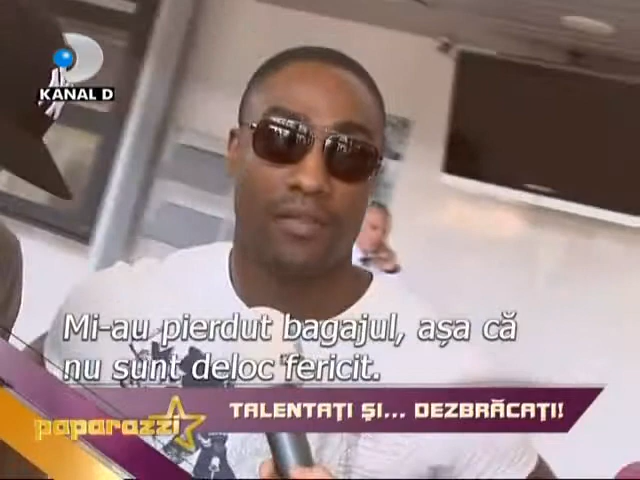 KANAL D
Mi-au pierdut bagajul, așa că
nu sunt deloc fericit.
TALENTAȚI ȘI... DEZBRĂCAȚI!
paparazzi